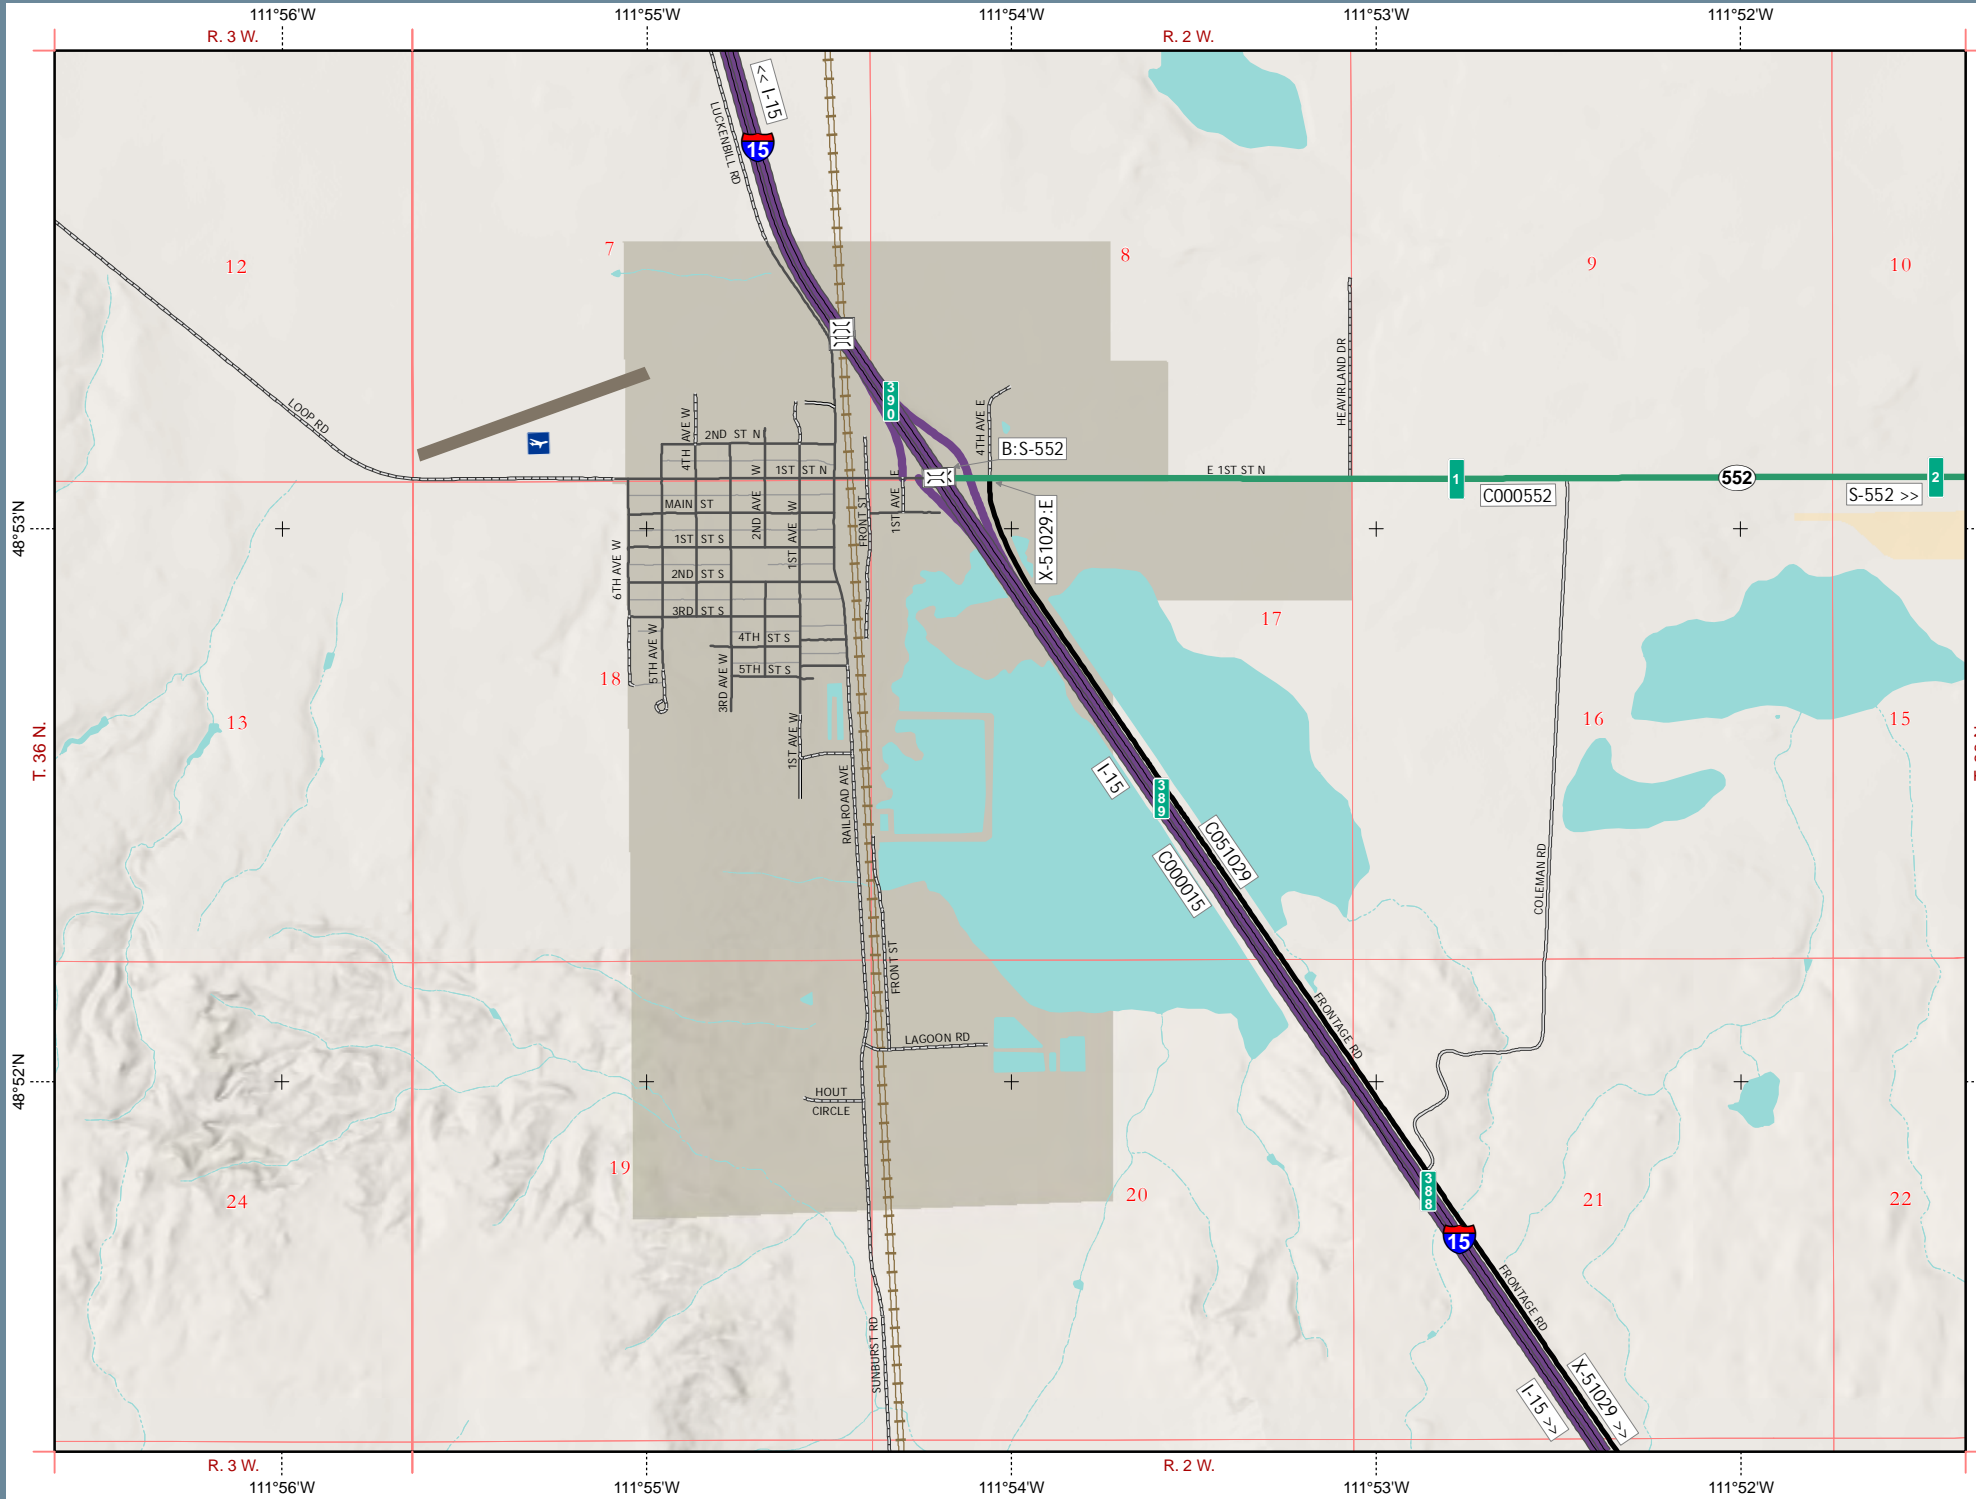 111°56'W
111°55'W
111°54'W
111°53'W
111°52'W
R. 3 W.
R. 2 W.
<< I-15
15
LUCKENBILL RD
7
8
9
10
12
HEAVIRLAND DR
390
LOOP RD
4TH AVE W
2ND ST N
4TH AVE E
B:S-552
1ST ST N
E 1ST ST N
1
C000552
552
S-552 >>
2
MAIN ST
2ND AVE W
1ST AVE W
FRONT ST
1ST AVE E
X-51029:E
48°53'N
1ST ST S
6TH AVE W
2ND ST S
3RD ST S
17
4TH ST S
5TH AVE W
5TH ST S
3RD AVE W
18
13
16
15
T. 36 N.
1ST AVE W
RAILROAD AVE
I-15
389
C051029
C000015
COLEMAN RD
FRONT ST
FRONTAGE RD
LAGOON RD
48°52'N
HOUT
CIRCLE
19
24
20
388
21
22
15
FRONTAGE RD
SUNBURST RD
X-51029 >>
I-15 >>
R. 3 W.
R. 2 W.
111°56'W
111°55'W
111°54'W
111°53'W
111°52'W